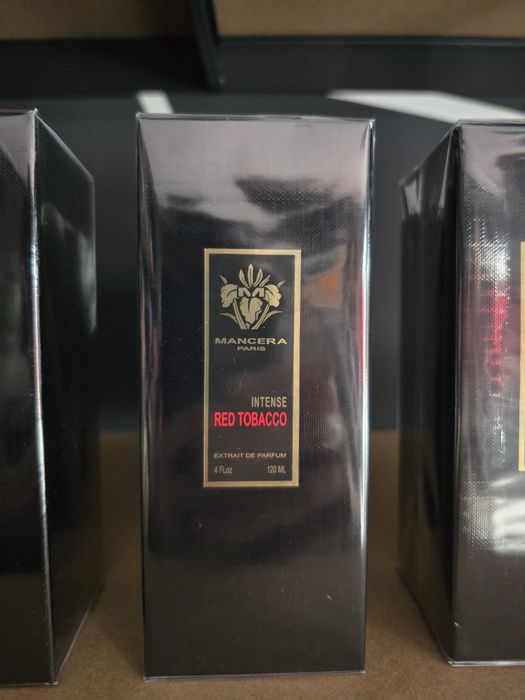 M
MANCERA
PARIS
INTENSE
RED TOBACCO
EXTRAIT DE PARFUM
4 FL.oz 120 ML